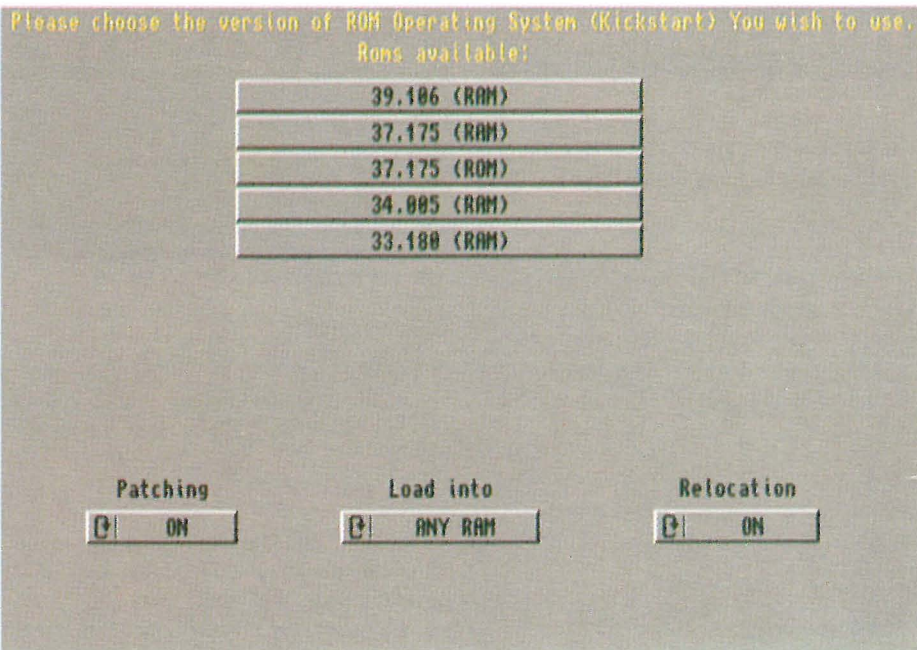 Please choose the version of ROM Operating System (Kickstart) You wish to use.
Roms available:
39.106 (RAM)
37.175 (RAM)
37.175 (ROM)
34.005 (RAM)
33.180 (RAM)
Patching Load into Relocation
ON ANY RAM ON